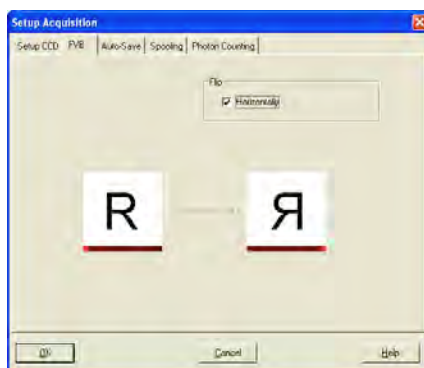 Setup Acquisition
Setup CCD FVB Auto-Save Spooling Photon Counting
Flip
Horizontally
R Я
OK Cancel Help